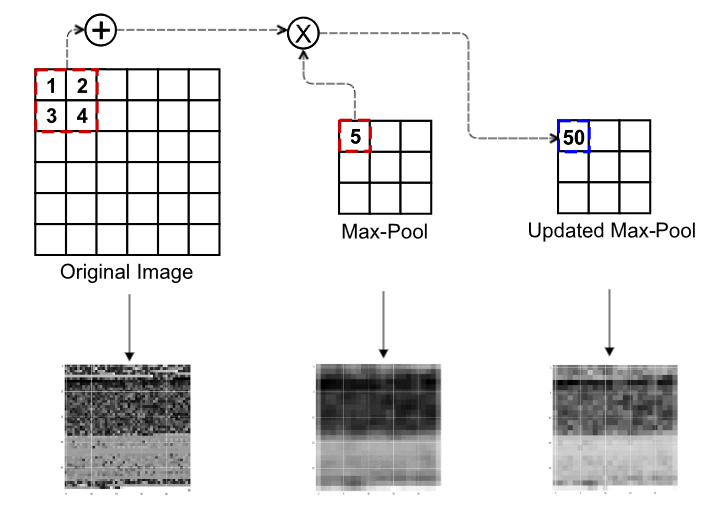 +
X
1 2
3 4
5
50
Original Image
Max-Pool
Updated Max-Pool